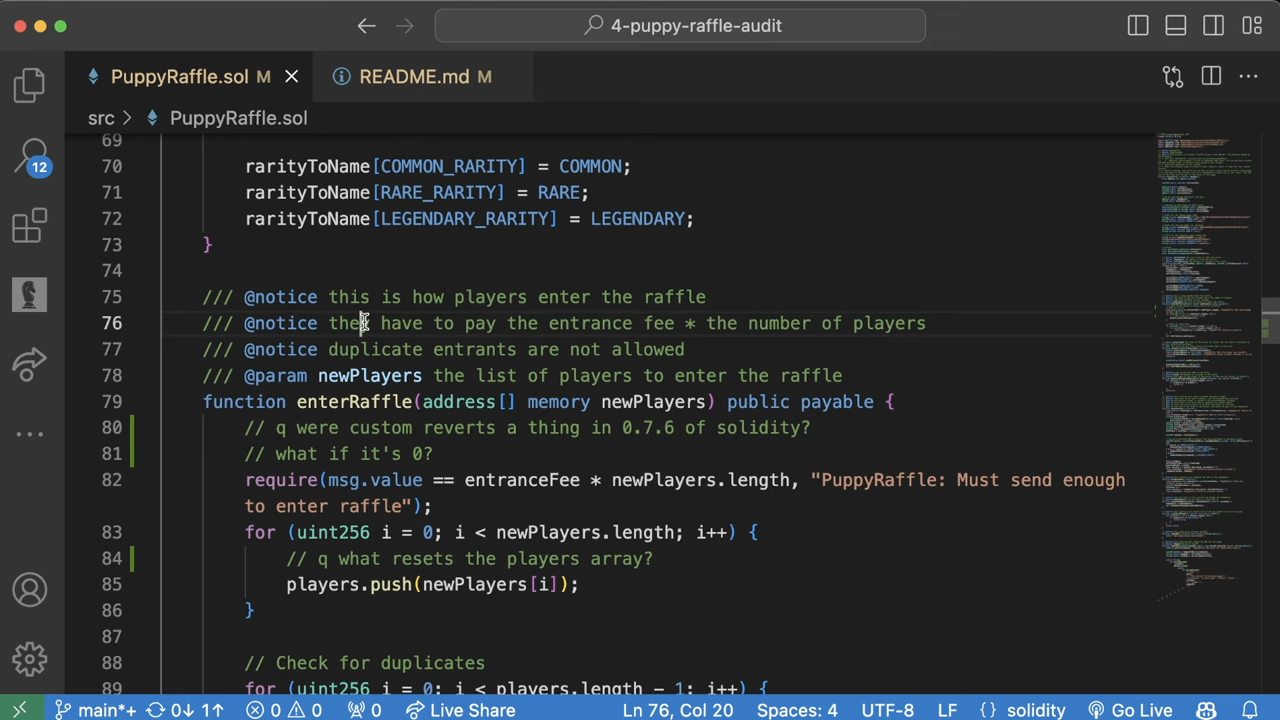 4-puppy-raffle-audit
PuppyRaffle.sol M
README.md M
src > PuppyRaffle.sol
12
69
70 rarityToName[COMMON_RARITY] = COMMON;
71 rarityToName[RARE_RARITY] = RARE;
72 rarityToName[LEGENDARY_RARITY] = LEGENDARY;
73 }
74
75 /// @notice this is how players enter the raffle
76 /// @notice they have to pay the entrance fee * the number of players
77 /// @notice duplicate entrants are not allowed
78 /// @param newPlayers the list of players to enter the raffle
79 function enterRaffle(address[] memory newPlayers) public payable {
80 // q were custom reverts a thing in 0.7.6 of solidity?
81 // what if it's 0?
82 require(msg.value == entranceFee * newPlayers.length, "PuppyRaffle: Must send enough
to enter raffle");
83 for (uint256 i = 0; i < newPlayers.length; i++) {
84 // q what resets the players array?
85 players.push(newPlayers[i]);
86 }
87
88 // Check for duplicates
89 for (uint256 i = 0; i < players.length - 1; i++) {
main*+ 0↓ 1↑ 0 0 0 Live Share Ln 76, Col 20 Spaces: 4 UTF-8 LF {} solidity Go Live